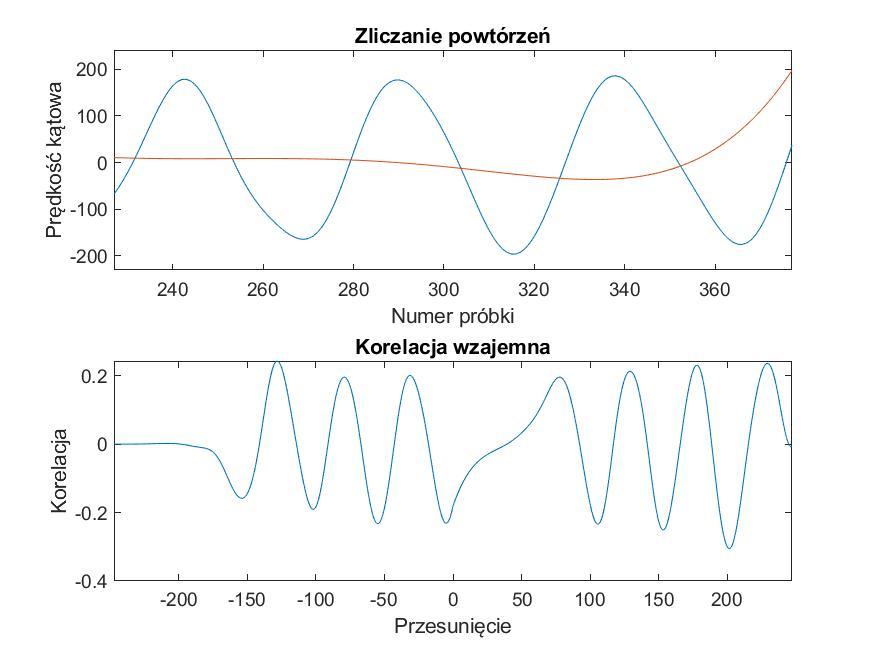 Zliczanie powtórzeń
Prędkość kątowa
200
100
0
-100
-200
240 260 280 300 320 340 360
Numer próbki
Korelacja wzajemna
Korelacja
0.2
0
-0.2
-0.4
-200 -150 -100 -50 0 50 100 150 200
Przesunięcie